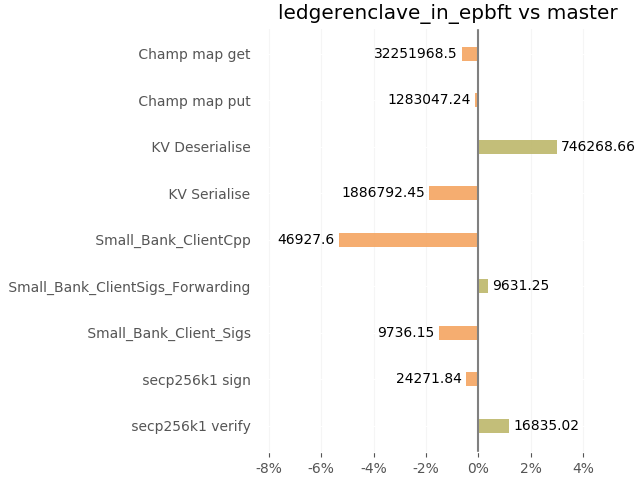 ledgerenclave_in_epbft vs master
Champ map get 32251968.5
Champ map put 1283047.24
KV Deserialise 746268.66
KV Serialise 1886792.45
Small_Bank_ClientCpp 46927.6
Small_Bank_ClientSigs_Forwarding 9631.25
Small_Bank_Client_Sigs 9736.15
secp256k1 sign 24271.84
secp256k1 verify 16835.02
-8% -6% -4% -2% 0% 2% 4%